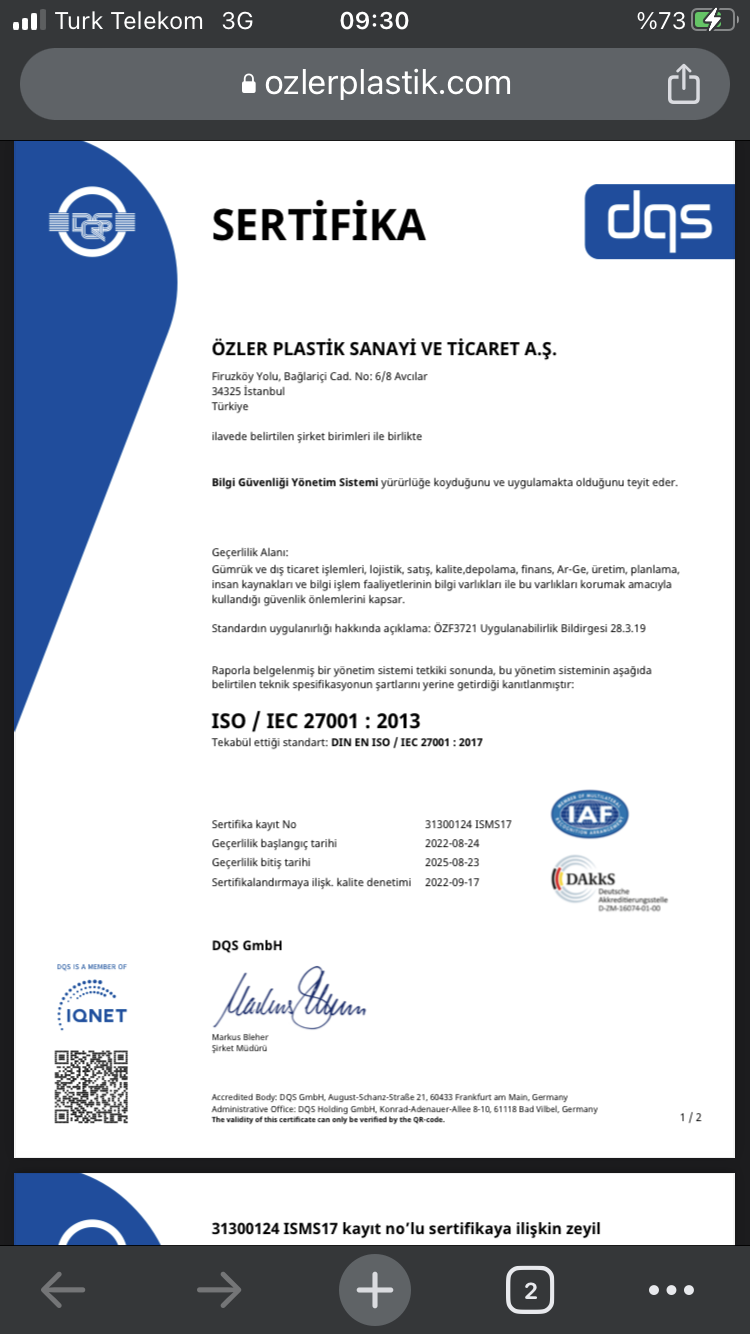 Turk Telekom 3G 09:30 %73
ozlerplastik.com
DQS
SERTİFİKA
dqs
ÖZLER PLASTİK SANAYİ VE TİCARET A.Ş.
Firuzköy Yolu, Bağlariçi Cad. No: 6/8 Avcılar
34325 İstanbul
Türkiye
ilavede belirtilen şirket birimleri ile birlikte
Bilgi Güvenliği Yönetim Sistemi yürürlüğe koyduğunu ve uygulamakta olduğunu teyit eder.
Geçerlilik Alanı:
Gümrük ve dış ticaret işlemleri, lojistik, satış, kalite,depolama, finans, Ar-Ge, üretim, planlama,
insan kaynakları ve bilgi işlem faaliyetlerinin bilgi varlıkları ile bu varlıkları korumak amacıyla
kullandığı güvenlik önlemlerini kapsar.
Standardın uygulanırlığı hakkında açıklama: ÖZF3721 Uygulanabilirlik Bildirgesi 28.3.19
Raporla belgelenmiş bir yönetim sistemi tetkiki sonunda, bu yönetim sisteminin aşağıda
belirtilen teknik spesifikasyonun şartlarını yerine getirdiği kanıtlanmıştır:
ISO / IEC 27001 : 2013
Tekabül ettiği standart: DIN EN ISO / IEC 27001 : 2017
Sertifika kayıt No 31300124 ISMS17
Geçerlilik başlangıç tarihi 2022-08-24
Geçerlilik bitiş tarihi 2025-08-23
Sertifikalandırmaya ilişk. kalite denetimi 2022-09-17
MEMBER OF MULTILATERAL
IAF
RECOGNITION ARRANGEMENT
DAkkS
Deutsche
Akkreditierungsstelle
D-ZM-16074-01-00
DQS GmbH
Markus Bleher
Şirket Müdürü
DQS IS A MEMBER OF
IQNET
Accredited Body: DQS GmbH, August-Schanz-Straße 21, 60433 Frankfurt am Main, Germany
Administrative Office: DQS Holding GmbH, Konrad-Adenauer-Allee 8-10, 61118 Bad Vilbel, Germany
The validity of this certificate can only be verified by the QR-code.
1 / 2
31300124 ISMS17 kayıt no’lu sertifikaya ilişkin zeyil
2